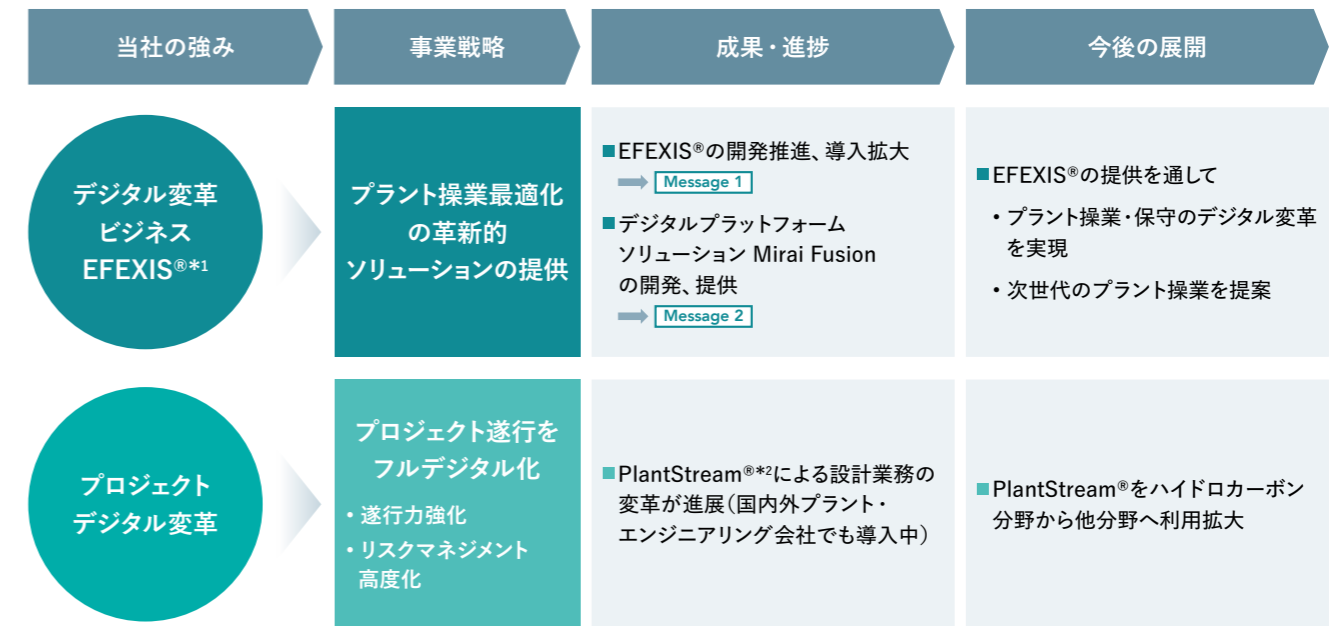 当社の強み
事業戦略
成果・進捗
今後の展開
デジタル変革
ビジネス
EFEXIS®*1
プラント操業最適化
の革新的
ソリューションの提供
■EFEXIS®の開発推進、導入拡大
Message 1
■デジタルプラットフォーム
ソリューション Mirai Fusion
の開発、提供
Message 2
■EFEXIS®の提供を通して
・プラント操業・保守のデジタル変革
を実現
・次世代のプラント操業を提案
プロジェクト
デジタル変革
プロジェクト遂行を
フルデジタル化
・遂行力強化
・リスクマネジメント
高度化
■PlantStream®*2による設計業務の
変革が進展（国内外プラント・
エンジニアリング会社でも導入中）
■PlantStream®をハイドロカーボン
分野から他分野へ利用拡大